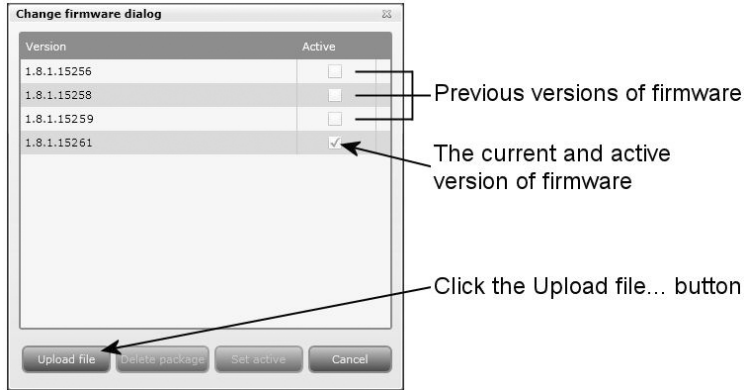 Change firmware dialog
Version Active
1.8.1.15256
1.8.1.15258
1.8.1.15259
1.8.1.15261
Previous versions of firmware
The current and active
version of firmware
Click the Upload file... button
Upload file Delete package Set active Cancel